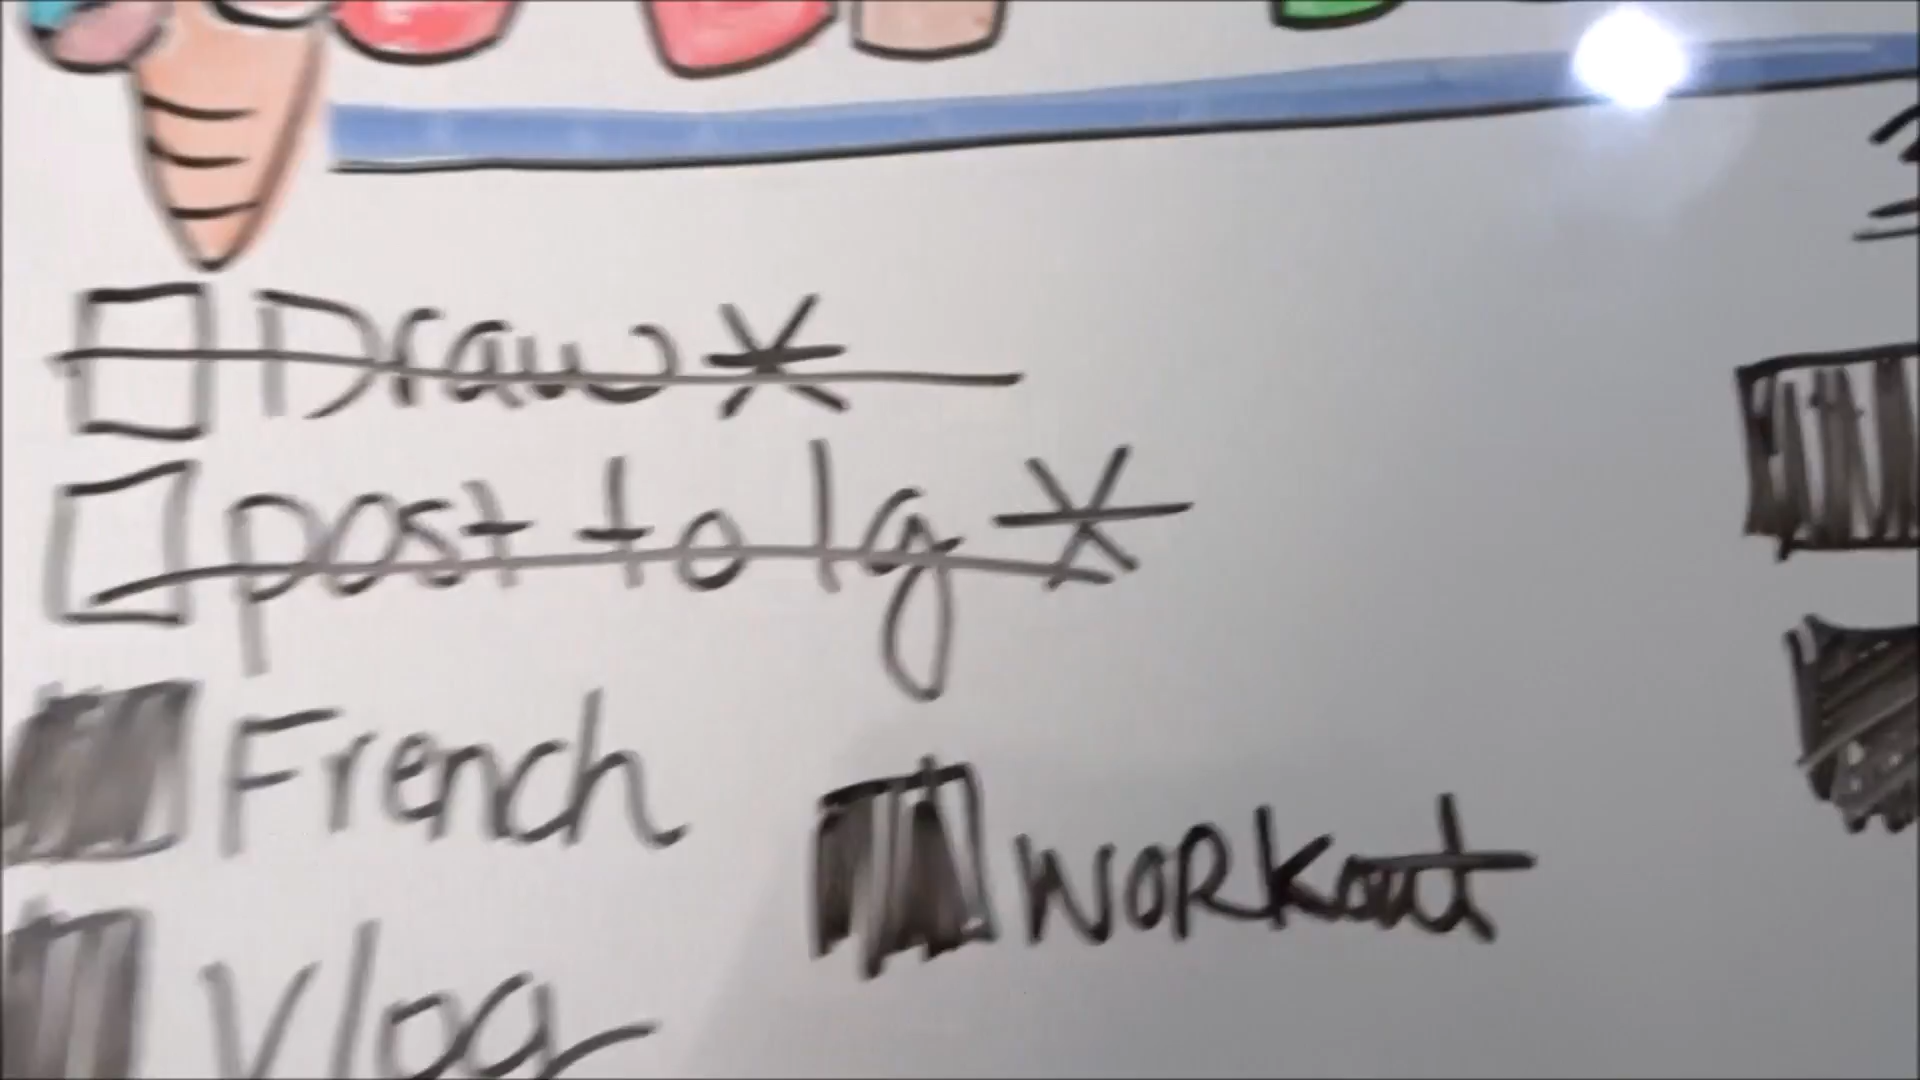 Draw *
post to Ig *
French
workout
Vlog